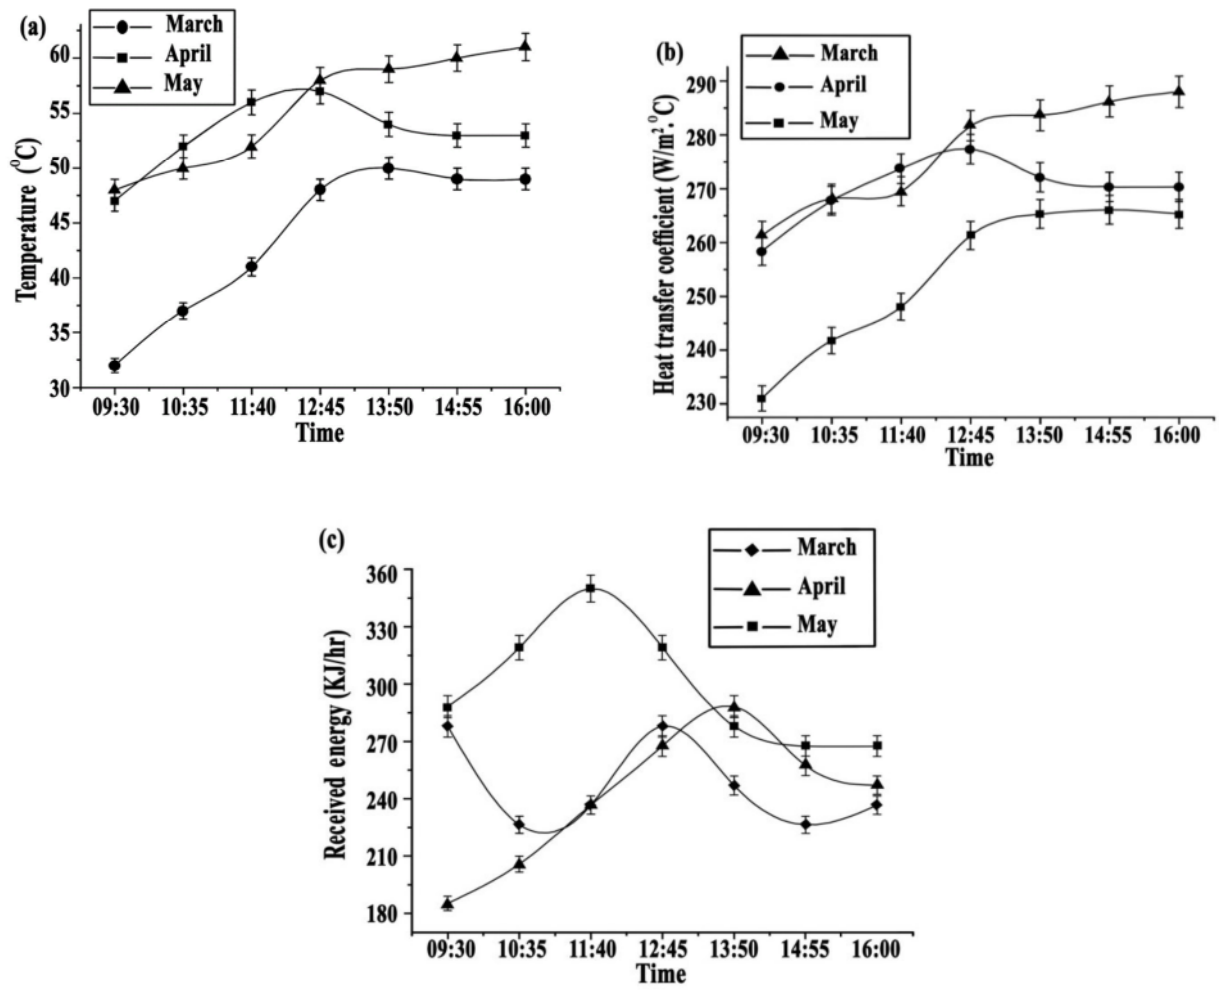 (a)
March
April
May
60
55
50
45
40
35
30
Temperature (⁰C)
09:30 10:35 11:40 12:45 13:50 14:55 16:00
Time
(b)
March
April
May
290
280
270
260
250
240
230
Heat transfer coefficient (W/m² ⁰.C)
09:30 10:35 11:40 12:45 13:50 14:55 16:00
Time
(c)
March
April
May
360
330
300
270
240
210
180
Received energy (KJ/hr)
09:30 10:35 11:40 12:45 13:50 14:55 16:00
Time